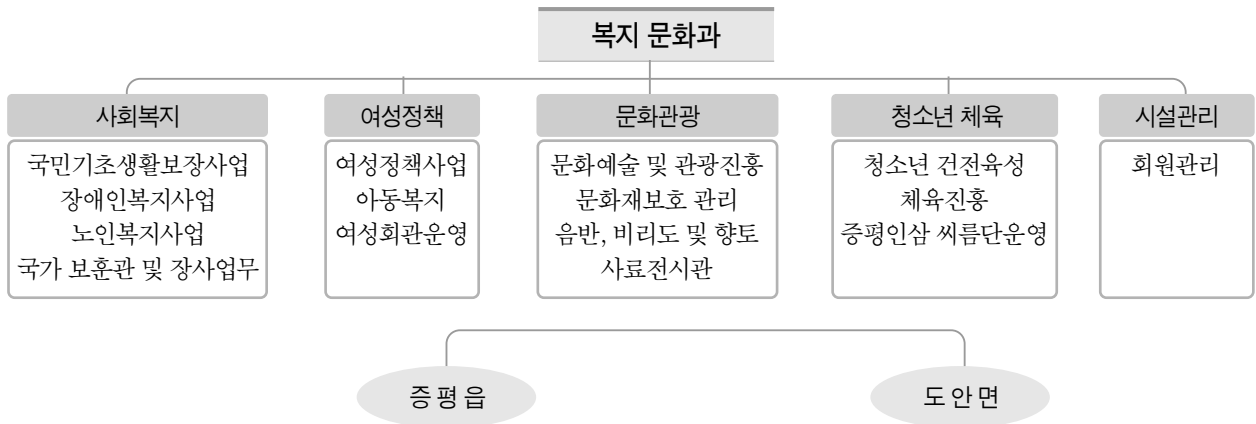 복지 문화과
사회복지
국민기초생활보장사업
장애인복지사업
노인복지사업
국가 보훈관 및 장사업무
여성정책
여성정책사업
아동복지
여성회관운영
문화관광
문화예술 및 관광진흥
문화재보호 관리
음반, 비리도 및 향토
사료전시관
청소년 체육
청소년 건전육성
체육진흥
증평인삼 씨름단운영
시설관리
회원관리
증평읍
도안면